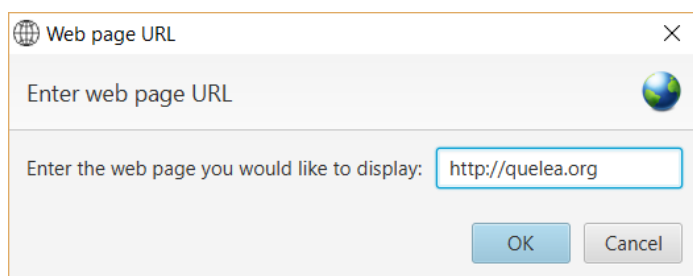 Web page URL
Enter web page URL
Enter the web page you would like to display: http://quelea.org
OK Cancel